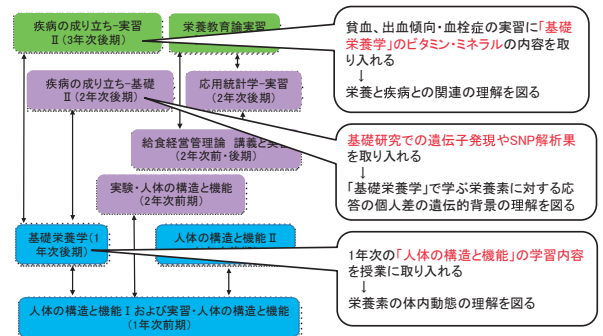 疾病の成り立ち-実習
Ⅱ(3年次後期)
栄養教育論実習
疾病の成り立ち-基礎
Ⅱ(2年次後期)
応用統計学-実習
(2年次後期)
給食経営管理論 講義と実習
(2年次前・後期)
実験・人体の構造と機能
(2年次前期)
基礎栄養学(1
年次後期)
人体の構造と機能Ⅱ
人体の構造と機能Ⅰおよび実習・人体の構造と機能
(1年次前期)
貧血、出血傾向・血栓症の実習に「基礎
栄養学」のビタミン・ミネラルの内容を取
り入れる
↓
栄養と疾病との関連の理解を図る
基礎研究での遺伝子発現やSNP解析果
を取り入れる
↓
「基礎栄養学」で学ぶ栄養素に対する応
答の個人差の遺伝的背景の理解を図る
1年次の「人体の構造と機能」の学習内容
を授業に取り入れる
↓
栄養素の体内動態の理解を図る